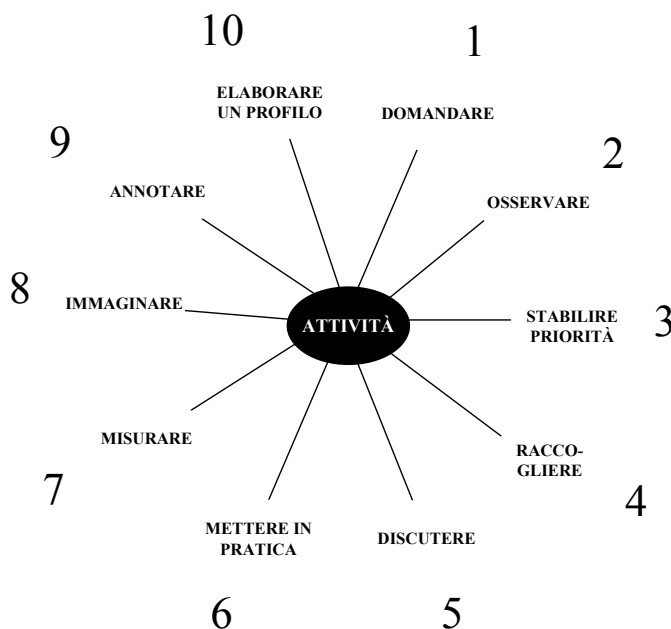 10
1
ELABORARE
UN PROFILO
DOMANDARE
9
2
ANNOTARE
OSSERVARE
8
IMMAGINARE
ATTIVITÀ
STABILIRE
PRIORITÀ
3
MISURARE
RACCO-
GLIERE
7
4
METTERE IN
PRATICA
DISCUTERE
6
5